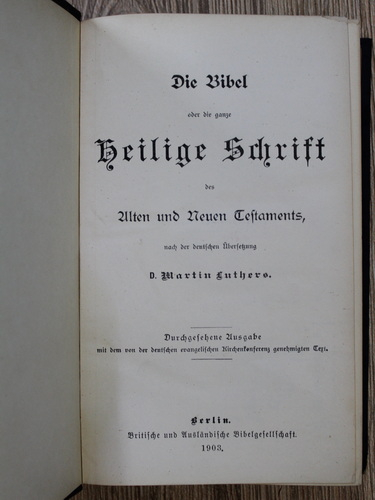 Die Bibel
oder die ganze
Heilige Schrift
des
Alten und Neuen Testaments,
nach der deutschen Übersetzung
D. Martin Luthers.
Durchgesehene Ausgabe
mit dem von der deutschen evangelischen Kirchenkonferenz genehmigten Text.
Berlin.
Britische und Ausländische Bibelgesellschaft.
1903.